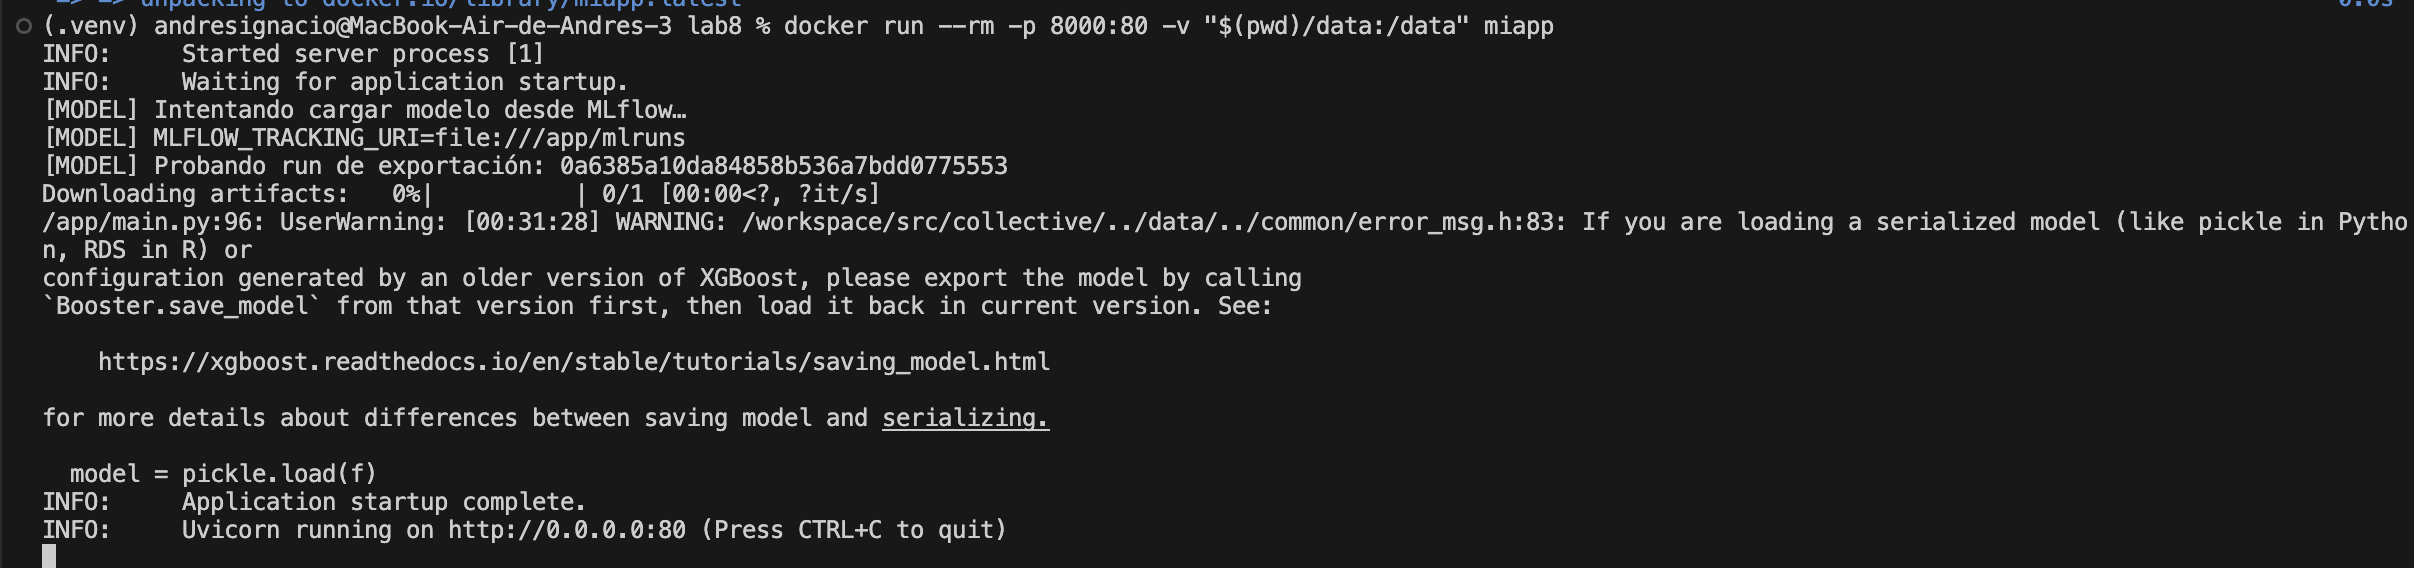 => => unpacking to docker.io/library/miapp:latest 0.0s
(.venv) andresignacio@MacBook-Air-de-Andres-3 lab8 % docker run --rm -p 8000:80 -v "$(pwd)/data:/data" miapp
INFO:     Started server process [1]
INFO:     Waiting for application startup.
[MODEL] Intentando cargar modelo desde MLflow…
[MODEL] MLFLOW_TRACKING_URI=file:///app/mlruns
[MODEL] Probando run de exportación: 0a6385a10da84858b536a7bdd0775553
Downloading artifacts:   0%|          | 0/1 [00:00<?, ?it/s]
/app/main.py:96: UserWarning: [00:31:28] WARNING: /workspace/src/collective/../data/../common/error_msg.h:83: If you are loading a serialized model (like pickle in Pytho
n, RDS in R) or
configuration generated by an older version of XGBoost, please export the model by calling
`Booster.save_model` from that version first, then load it back in current version. See:
    https://xgboost.readthedocs.io/en/stable/tutorials/saving_model.html
for more details about differences between saving model and serializing.
  model = pickle.load(f)
INFO:     Application startup complete.
INFO:     Uvicorn running on http://0.0.0.0:80 (Press CTRL+C to quit)